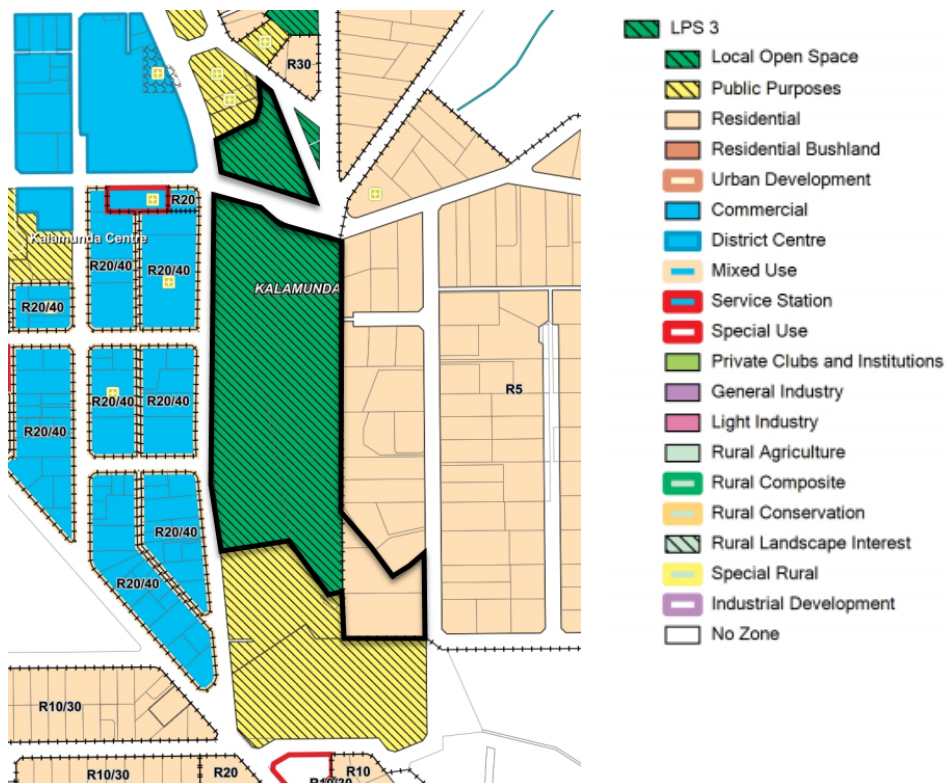 R30
R20
Kalamunda Centre
R20/40
R20/40
KALAMUNDA
R20/40
R20/40
R20/40
R5
R20/40
R20/40
R20/40
R10/30
R10/30
R20
R10/30
R10
LPS 3
Local Open Space
Public Purposes
Residential
Residential Bushland
Urban Development
Commercial
District Centre
Mixed Use
Service Station
Special Use
Private Clubs and Institutions
General Industry
Light Industry
Rural Agriculture
Rural Composite
Rural Conservation
Rural Landscape Interest
Special Rural
Industrial Development
No Zone